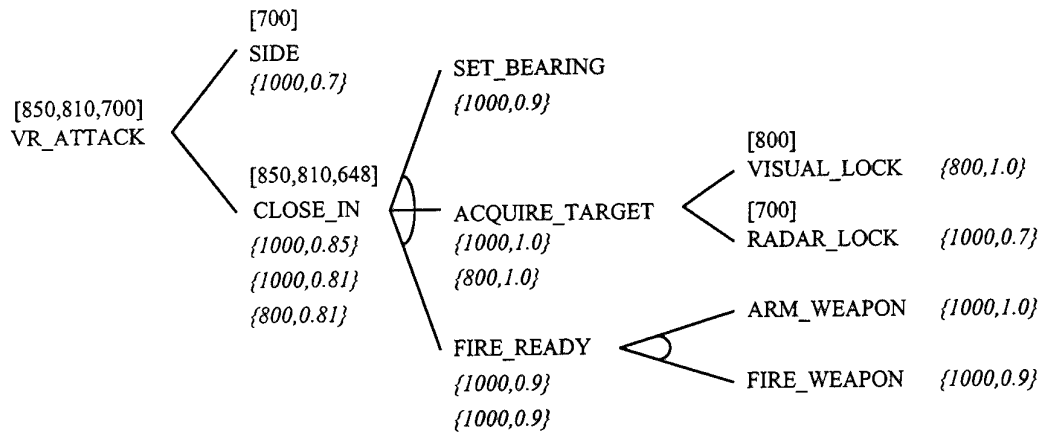 [700]
SIDE
{1000,0.7}
[850,810,700]
VR_ATTACK
[850,810,648]
CLOSE_IN
{1000,0.85}
{1000,0.81}
{800,0.81}
SET_BEARING
{1000,0.9}
ACQUIRE_TARGET
{1000,1.0}
{800,1.0}
FIRE_READY
{1000,0.9}
{1000,0.9}
[800]
VISUAL_LOCK {800,1.0}
[700]
RADAR_LOCK {1000,0.7}
ARM_WEAPON {1000,1.0}
FIRE_WEAPON {1000,0.9}